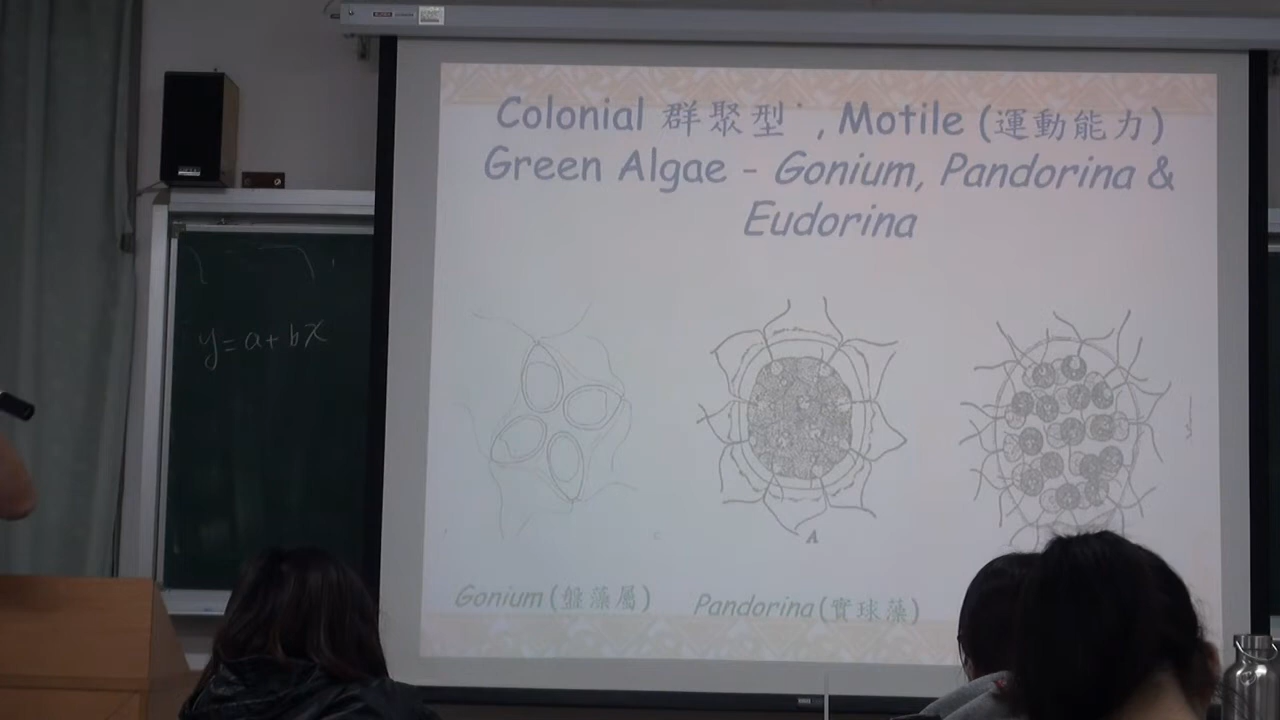 Colonial 群聚型 , Motile (運動能力)
Green Algae - Gonium, Pandorina &
Eudorina
y=a+bx
A
Gonium (盤藻屬)
Pandorina (實球藻)